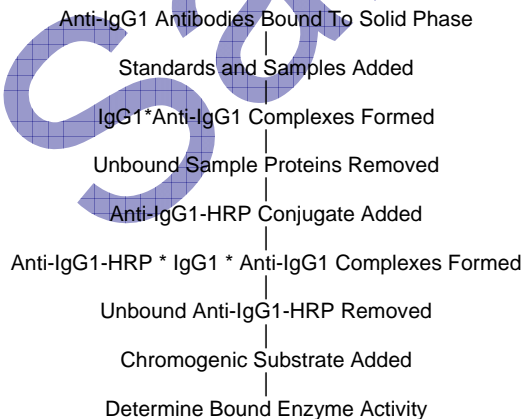 Anti-IgG1 Antibodies Bound To Solid Phase
Standards and Samples Added
IgG1*Anti-IgG1 Complexes Formed
Unbound Sample Proteins Removed
Anti-IgG1-HRP Conjugate Added
Anti-IgG1-HRP * IgG1 * Anti-IgG1 Complexes Formed
Unbound Anti-IgG1-HRP Removed
Chromogenic Substrate Added
Determine Bound Enzyme Activity